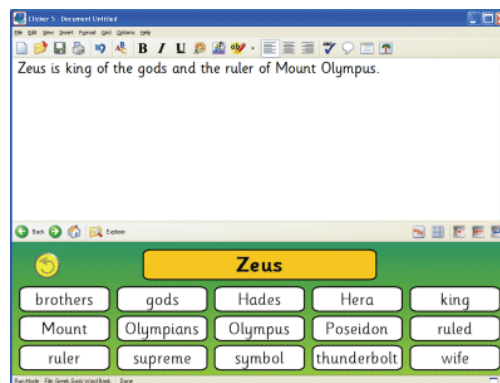 Clicker 5 - Document Untitled
File Edit View Insert Format Grid Options Help
B I U
Zeus is king of the gods and the ruler of Mount Olympus.
Back Explorer
Zeus
brothers gods Hades Hera king
Mount Olympians Olympus Poseidon ruled
ruler supreme symbol thunderbolt wife
Run Mode File: Greek Gods Word Bank Done